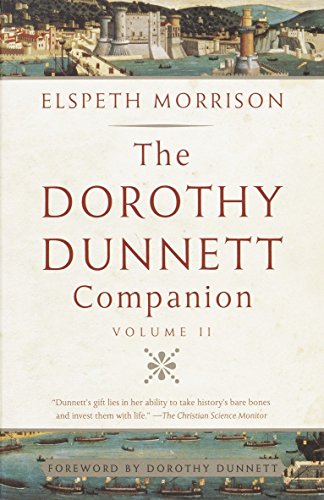 ELSPETH MORRISON
The
DOROTHY
DUNNETT
Companion
VOLUME II
"Dunnett's gift lies in her ability to take history's bare bones
and invest them with life." —The Christian Science Monitor
FOREWORD BY DOROTHY DUNNETT